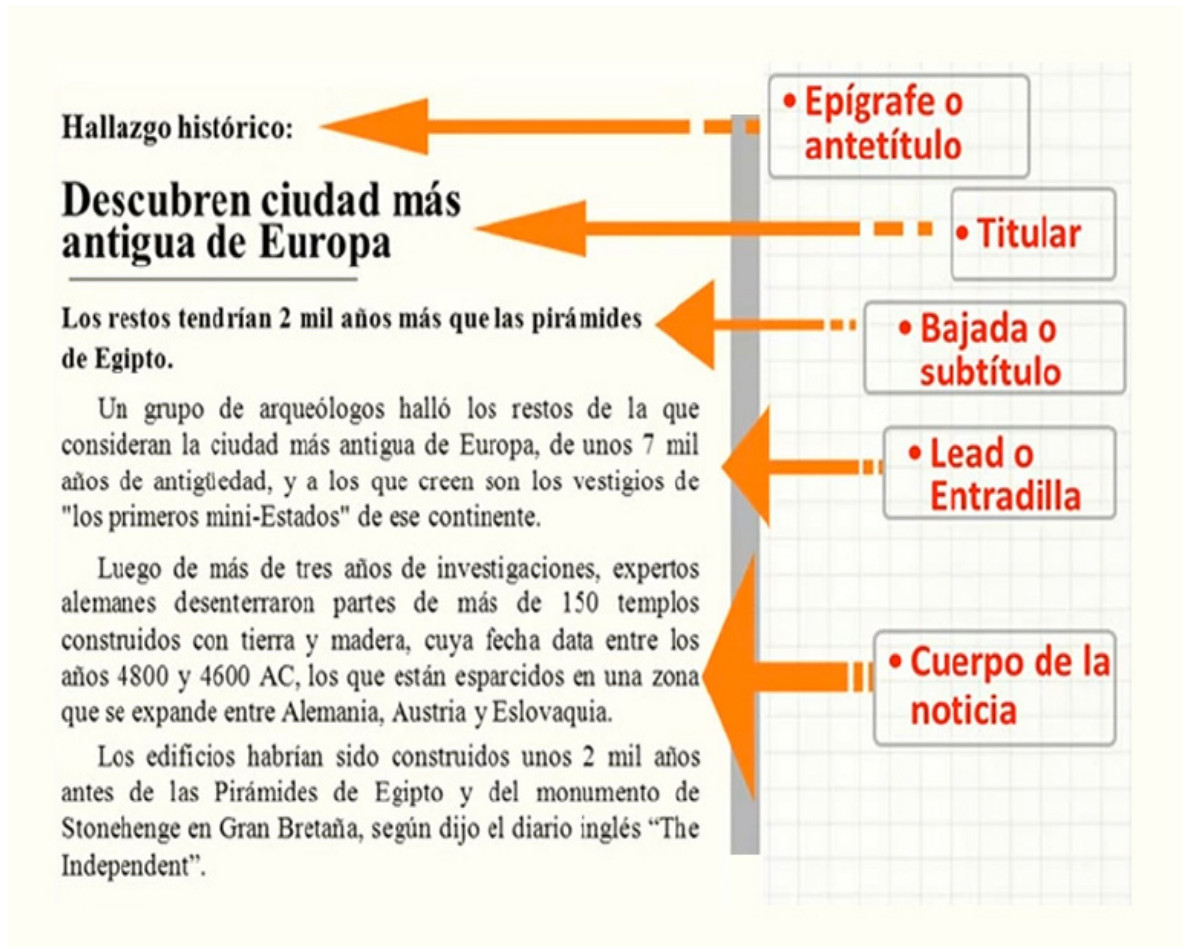 Hallazgo histórico:
• Epígrafe o
antetítulo
Descubren ciudad más
antigua de Europa
• Titular
Los restos tendrían 2 mil años más que las pirámides
de Egipto.
• Bajada o
subtítulo
Un grupo de arqueólogos halló los restos de la que
consideran la ciudad más antigua de Europa, de unos 7 mil
años de antigüedad, y a los que creen son los vestigios de
"los primeros mini-Estados" de ese continente.
• Lead o
Entradilla
Luego de más de tres años de investigaciones, expertos
alemanes desenterraron partes de más de 150 templos
construidos con tierra y madera, cuya fecha data entre los
años 4800 y 4600 AC, los que están esparcidos en una zona
que se expande entre Alemania, Austria y Eslovaquia.
Los edificios habrían sido construidos unos 2 mil años
antes de las Pirámides de Egipto y del monumento de
Stonehenge en Gran Bretaña, según dijo el diario inglés “The
Independent”.
• Cuerpo de la
noticia